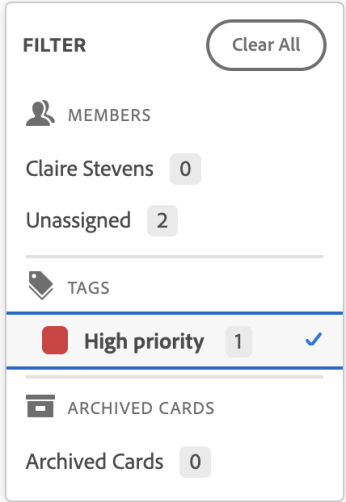 FILTER
Clear All
MEMBERS
Claire Stevens 0
Unassigned 2
TAGS
High priority 1
ARCHIVED CARDS
Archived Cards 0